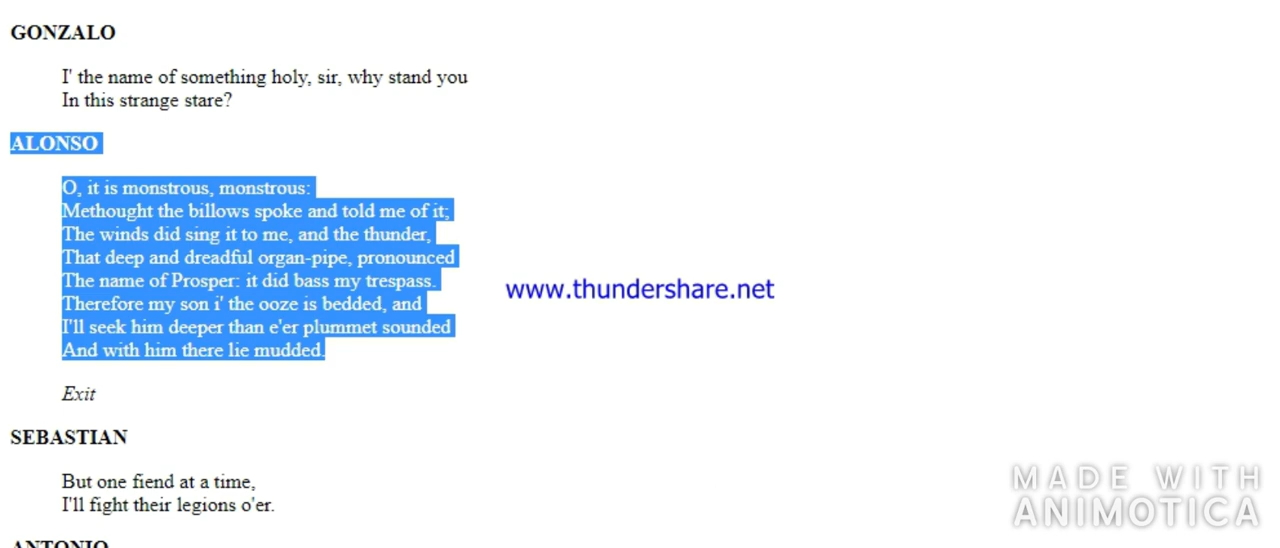 GONZALO
I' the name of something holy, sir, why stand you
In this strange stare?
ALONSO
O, it is monstrous, monstrous:
Methought the billows spoke and told me of it;
The winds did sing it to me, and the thunder,
That deep and dreadful organ-pipe, pronounced
The name of Prosper: it did bass my trespass.
www.thundershare.net
Therefore my son i' the ooze is bedded, and
I'll seek him deeper than e'er plummet sounded
And with him there lie mudded.
Exit
SEBASTIAN
But one fiend at a time,
I'll fight their legions o'er.
MADE WITH
ANIMOTICA
ANTONIO